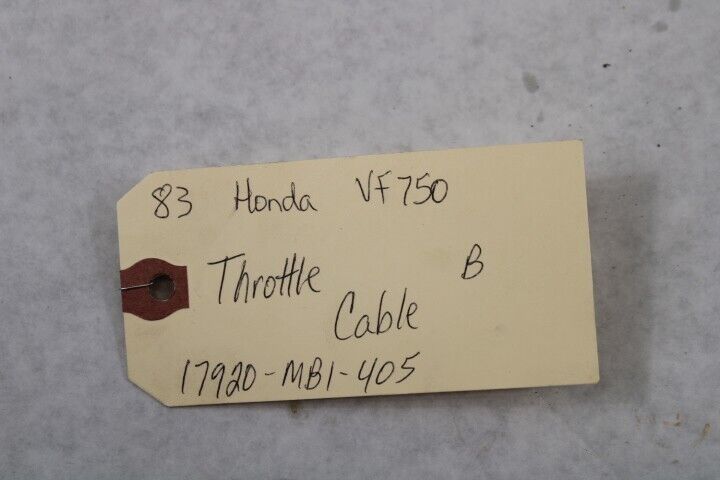 83 Honda VF750
Throttle B
Cable
17920-MB1-405